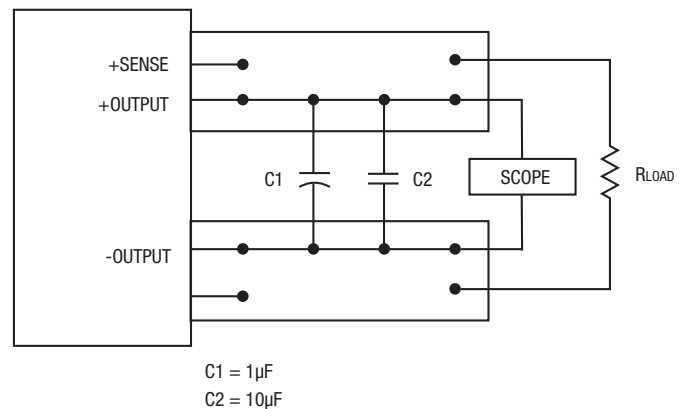 +SENSE
+OUTPUT
C1
C2
SCOPE
RLOAD
-OUTPUT
C1 = 1µF
C2 = 10µF